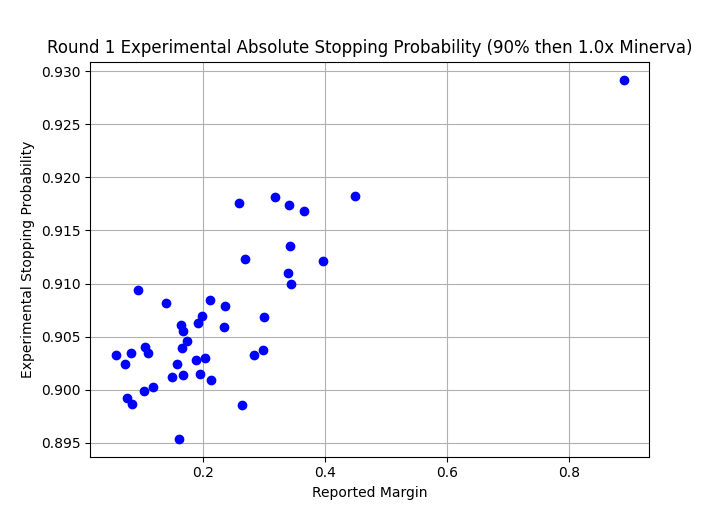 Round 1 Experimental Absolute Stopping Probability (90% then 1.0x Minerva)
Experimental Stopping Probability
0.930
0.925
0.920
0.915
0.910
0.905
0.900
0.895
0.2 0.4 0.6 0.8
Reported Margin